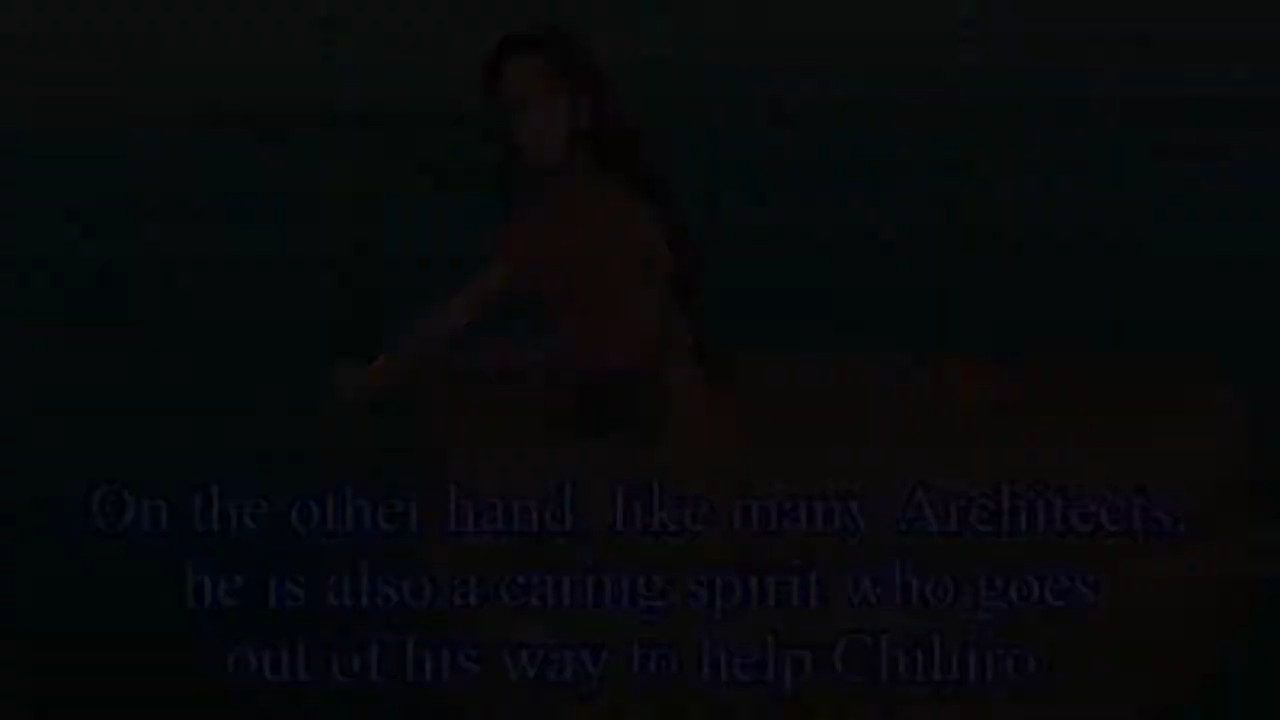 On the other hand, like many Architects,
he is also a caring spirit who goes
out of his way to help Chihiro.